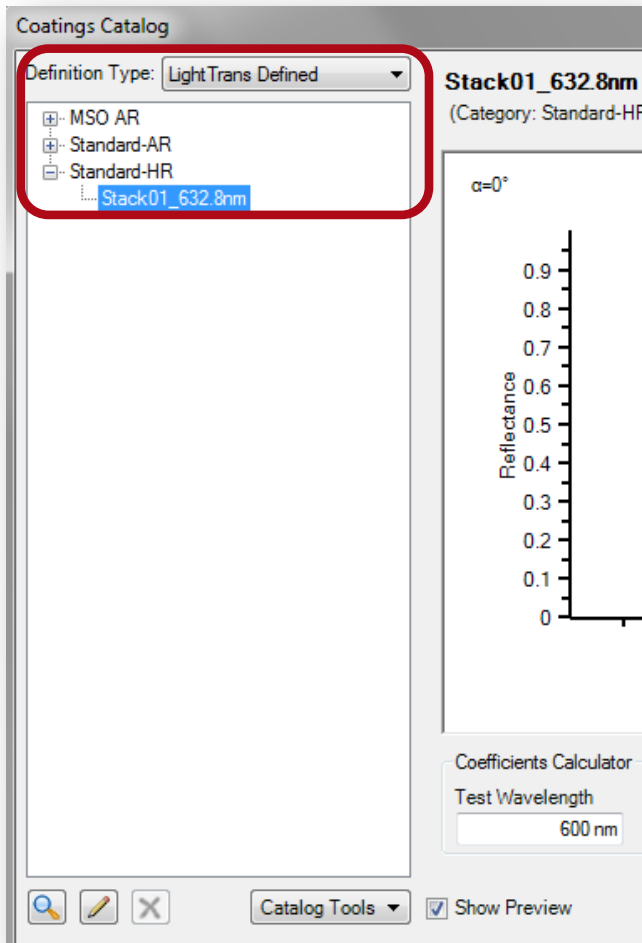 Coatings Catalog
Definition Type: LightTrans Defined
MSO AR
Standard-AR
Standard-HR
Stack01_632.8nm
Stack01_632.8nm
(Category: Standard-HR
α=0°
0.9
0.8
0.7
0.6
0.5
0.4
0.3
0.2
0.1
0
Reflectance
Coefficients Calculator
Test Wavelength
600 nm
Catalog Tools
Show Preview